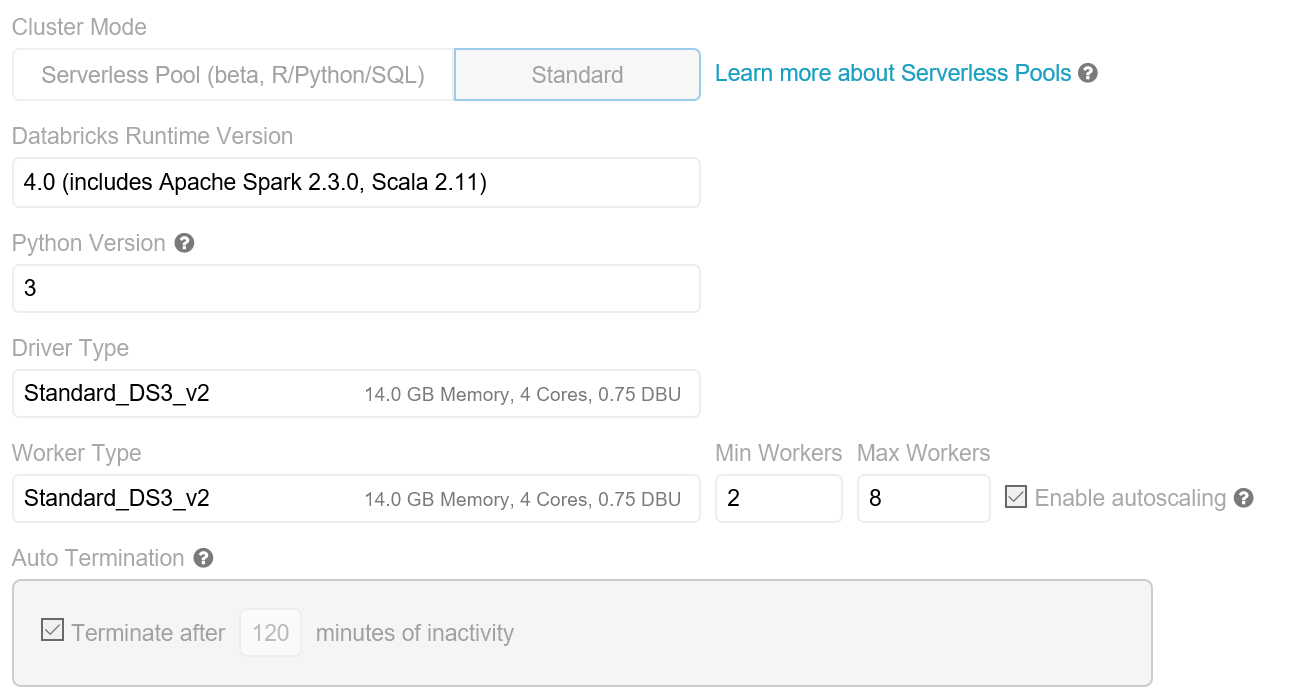 Cluster Mode
Serverless Pool (beta, R/Python/SQL) Standard Learn more about Serverless Pools ?
Databricks Runtime Version
4.0 (includes Apache Spark 2.3.0, Scala 2.11)
Python Version ?
3
Driver Type
Standard_DS3_v2 14.0 GB Memory, 4 Cores, 0.75 DBU
Worker Type Min Workers Max Workers
Standard_DS3_v2 14.0 GB Memory, 4 Cores, 0.75 DBU 2 8 Enable autoscaling ?
Auto Termination ?
Terminate after 120 minutes of inactivity